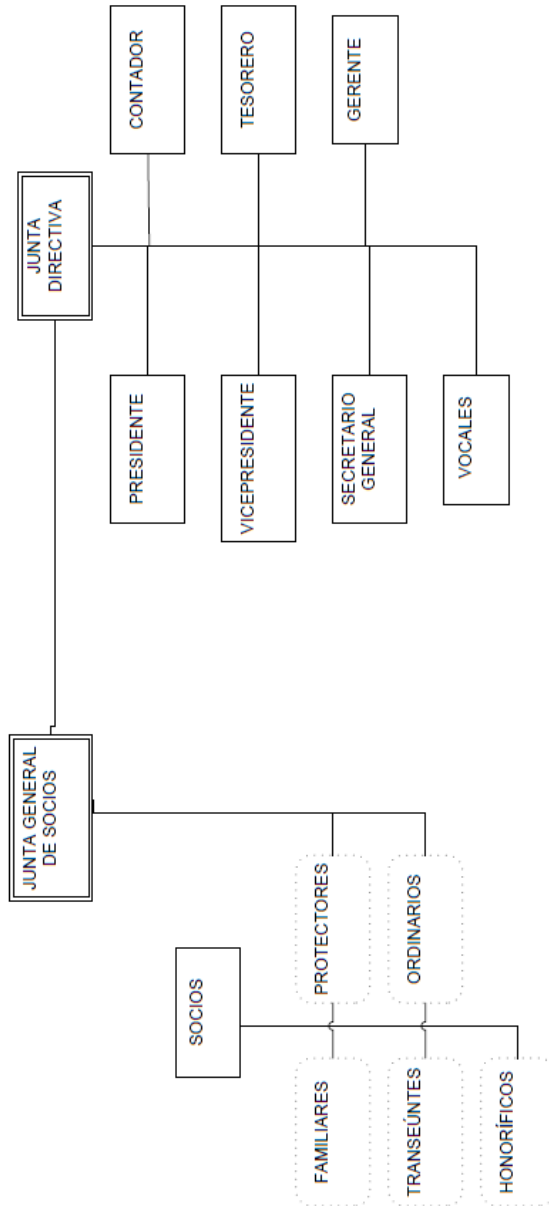 JUNTA GENERAL
DE SOCIOS
JUNTA
DIRECTIVA
SOCIOS
FAMILIARES
PROTECTORES
TRANSEÚNTES
ORDINARIOS
HONORÍFICOS
PRESIDENTE
CONTADOR
VICEPRESIDENTE
TESORERO
SECRETARIO
GENERAL
GERENTE
VOCALES